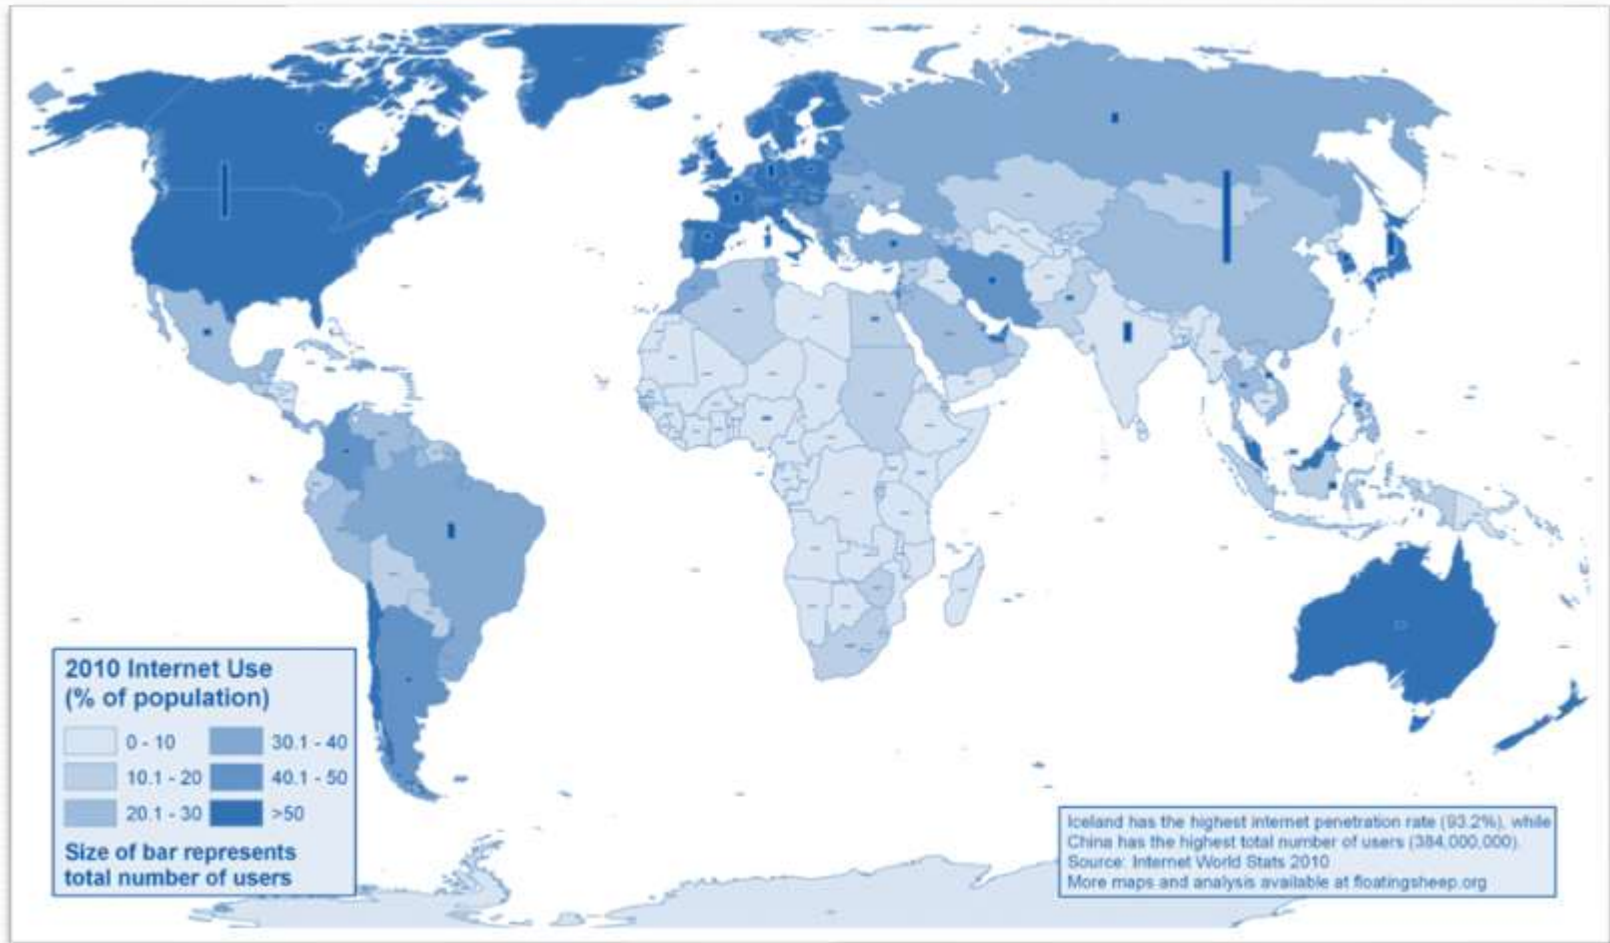 2010 Internet Use
(% of population)
0 - 10
30.1 - 40
10.1 - 20
40.1 - 50
20.1 - 30
>50
Size of bar represents
total number of users
Iceland has the highest internet penetration rate (93.2%), while
China has the highest total number of users (384,000,000).
Source: Internet World Stats 2010
More maps and analysis available at floatingsheep.org